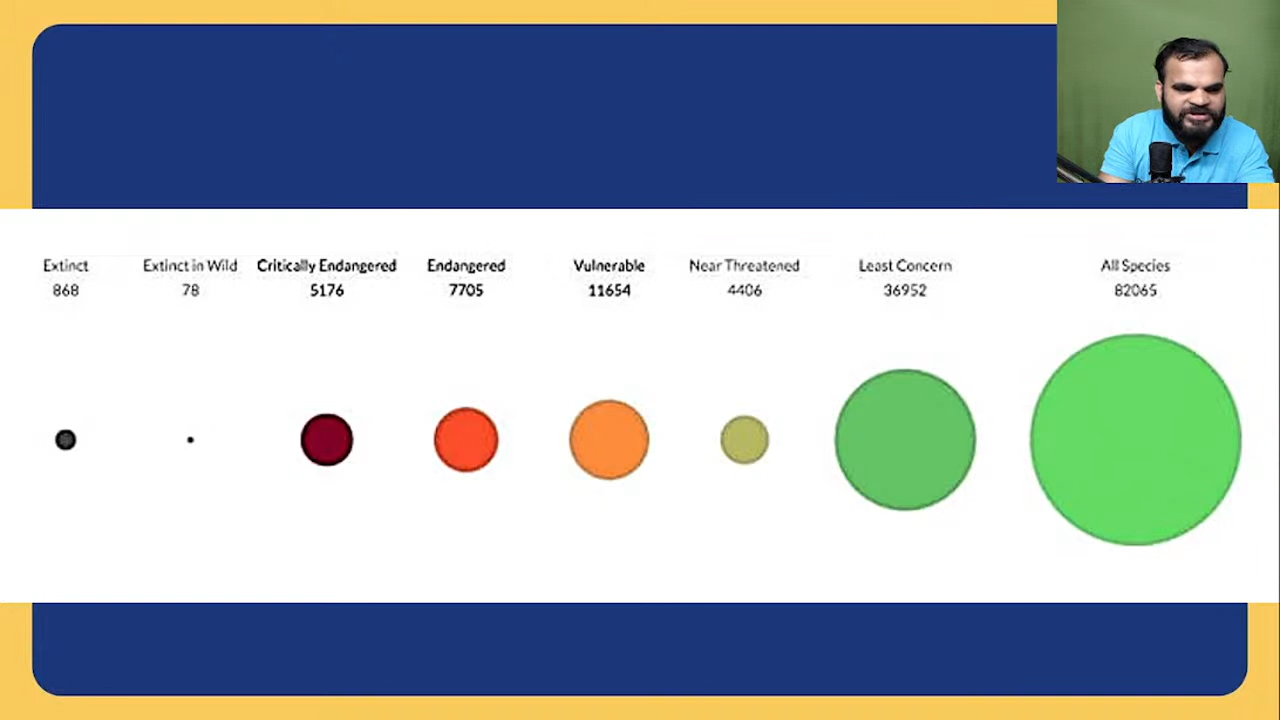 Extinct
868
Extinct in Wild
78
Critically Endangered
5176
Endangered
7705
Vulnerable
11654
Near Threatened
4406
Least Concern
36952
All Species
82065